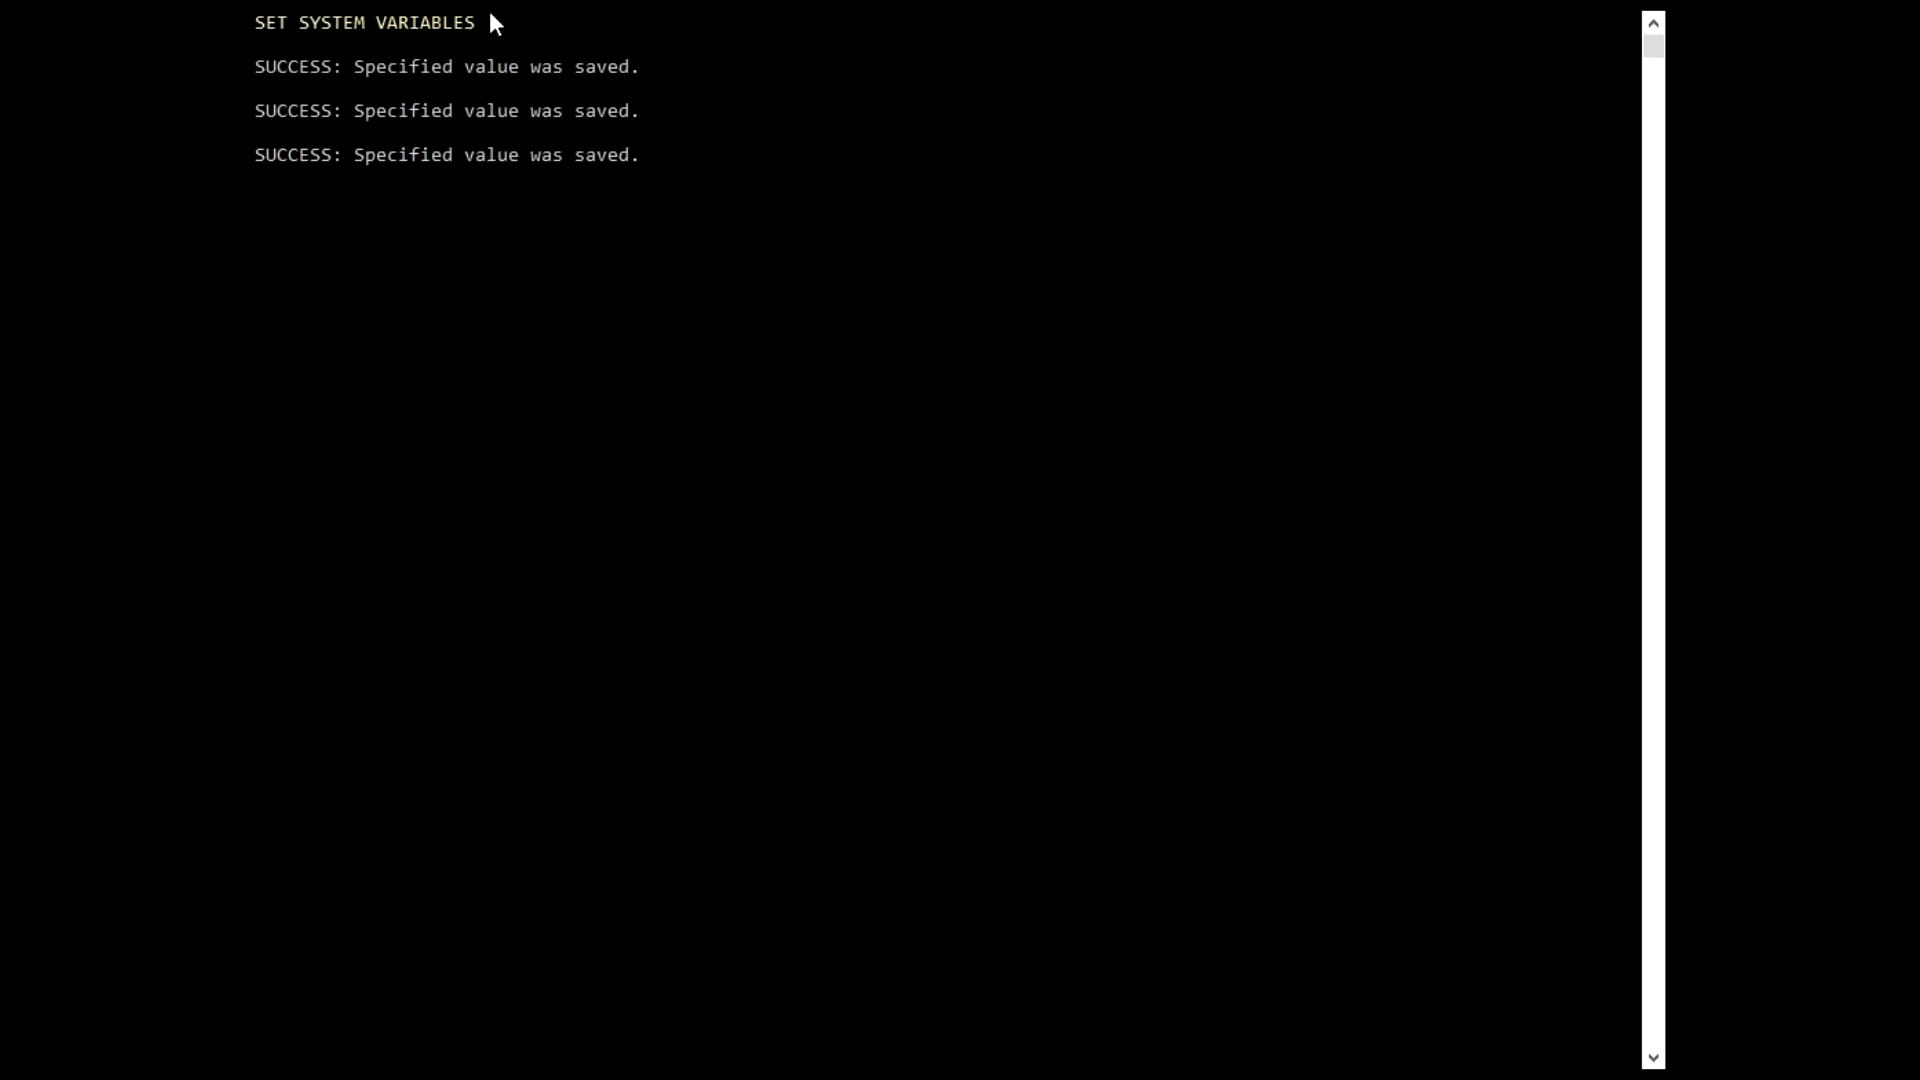 SET SYSTEM VARIABLES
SUCCESS: Specified value was saved.
SUCCESS: Specified value was saved.
SUCCESS: Specified value was saved.